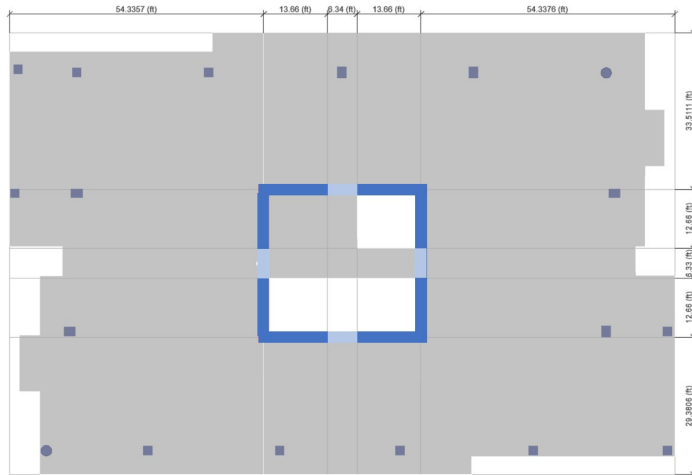 54.3357 (ft)
13.66 (ft)
6.34 (ft)
13.66 (ft)
54.3376 (ft)
33.5111 (ft)
12.66 (ft)
6.33 (ft)
12.66 (ft)
29.3806 (ft)